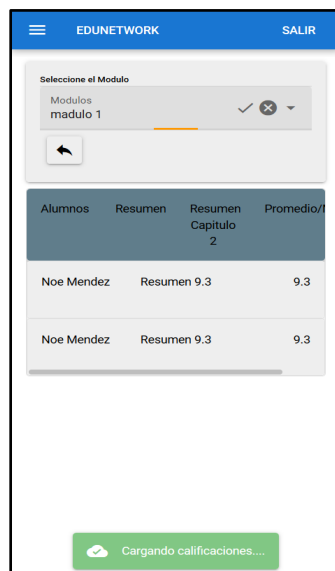 EDUNETWORK SALIR
Seleccione el Modulo
Modulos
madulo 1
Alumnos Resumen Resumen Capitulo 2 Promedio/
Noe Mendez Resumen 9.3 9.3
Noe Mendez Resumen 9.3 9.3
Cargando calificaciones....